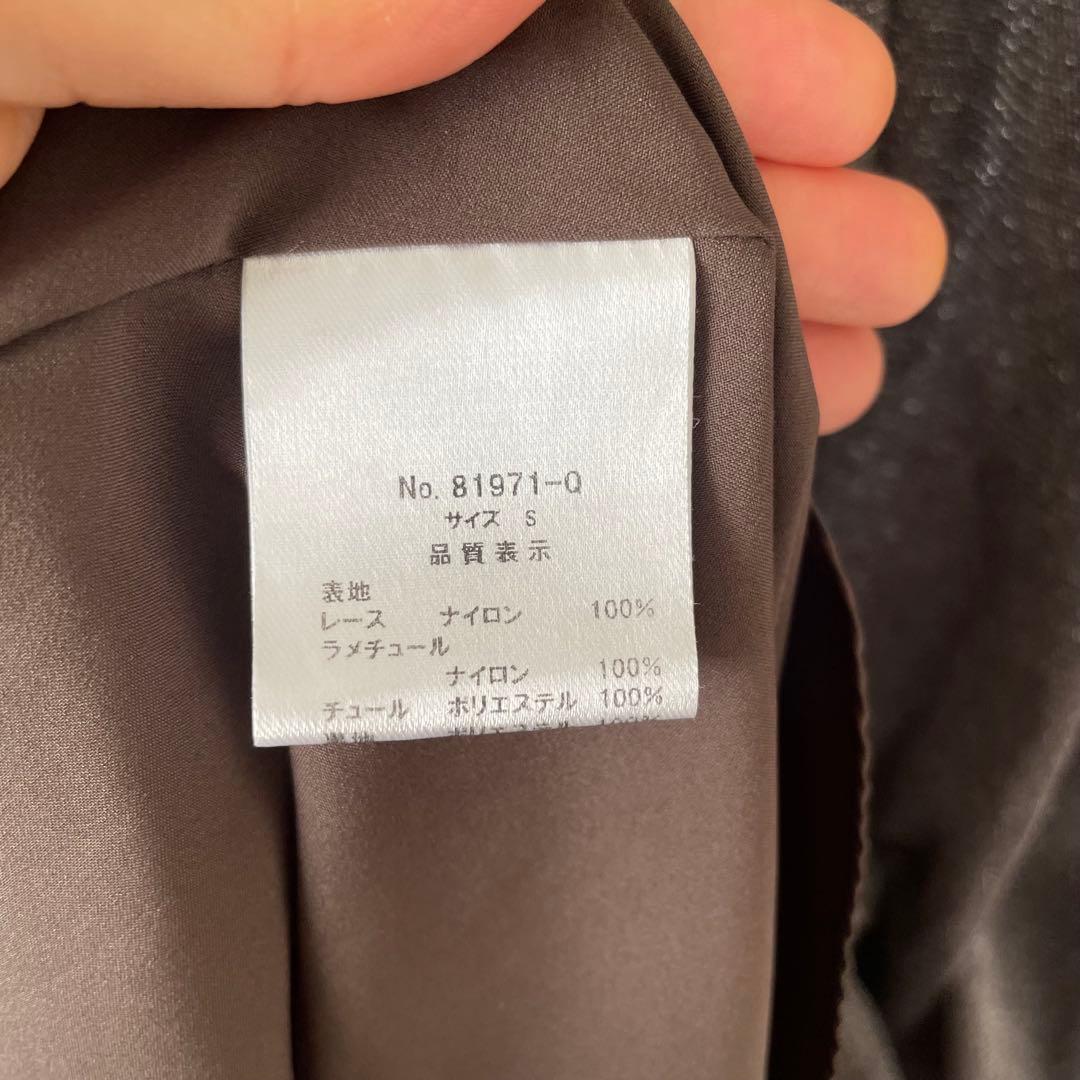 No. 81971-Q
サイズ S
品質表示
表地
レース ナイロン 100%
ラメチュール
ナイロン 100%
チュール ポリエステル 100%